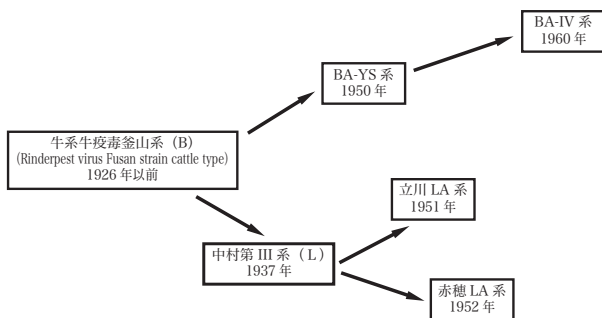 BA-IV 系
1960 年
BA-YS 系
1950 年
牛系牛疫毒釜山系（B）
(Rinderpest virus Fusan strain cattle type)
1926 年以前
立川 LA 系
1951 年
中村第 III 系（ L ）
1937 年
赤穂 LA 系
1952 年